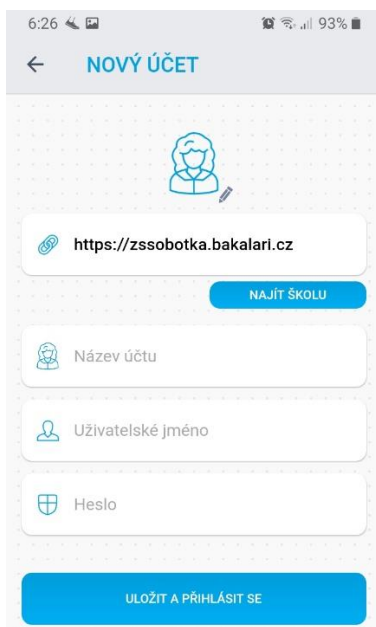 6:26 93%
NOVÝ ÚČET
https://zssobotka.bakalari.cz
NAJÍT ŠKOLU
Název účtu
Uživatelské jméno
Heslo
ULOŽIT A PŘIHLÁSIT SE